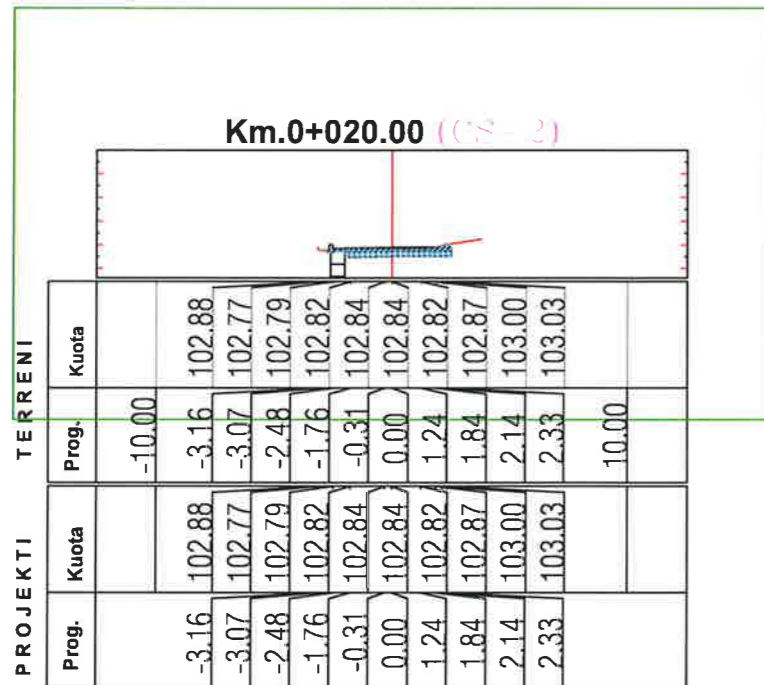 Km.0+020.00 (CS - 2)
TERRENI
Kuota 102.88 102.77 102.79 102.82 102.84 102.84 102.82 102.87 103.00 103.03
Prog. -10.00 -3.16 -3.07 -2.48 -1.76 -0.31 0.00 1.24 1.84 2.14 2.33 10.00
PROJEKTI
Kuota 102.88 102.77 102.79 102.82 102.84 102.84 102.82 102.87 103.00 103.03
Prog. -3.16 -3.07 -2.48 -1.76 -0.31 0.00 1.24 1.84 2.14 2.33